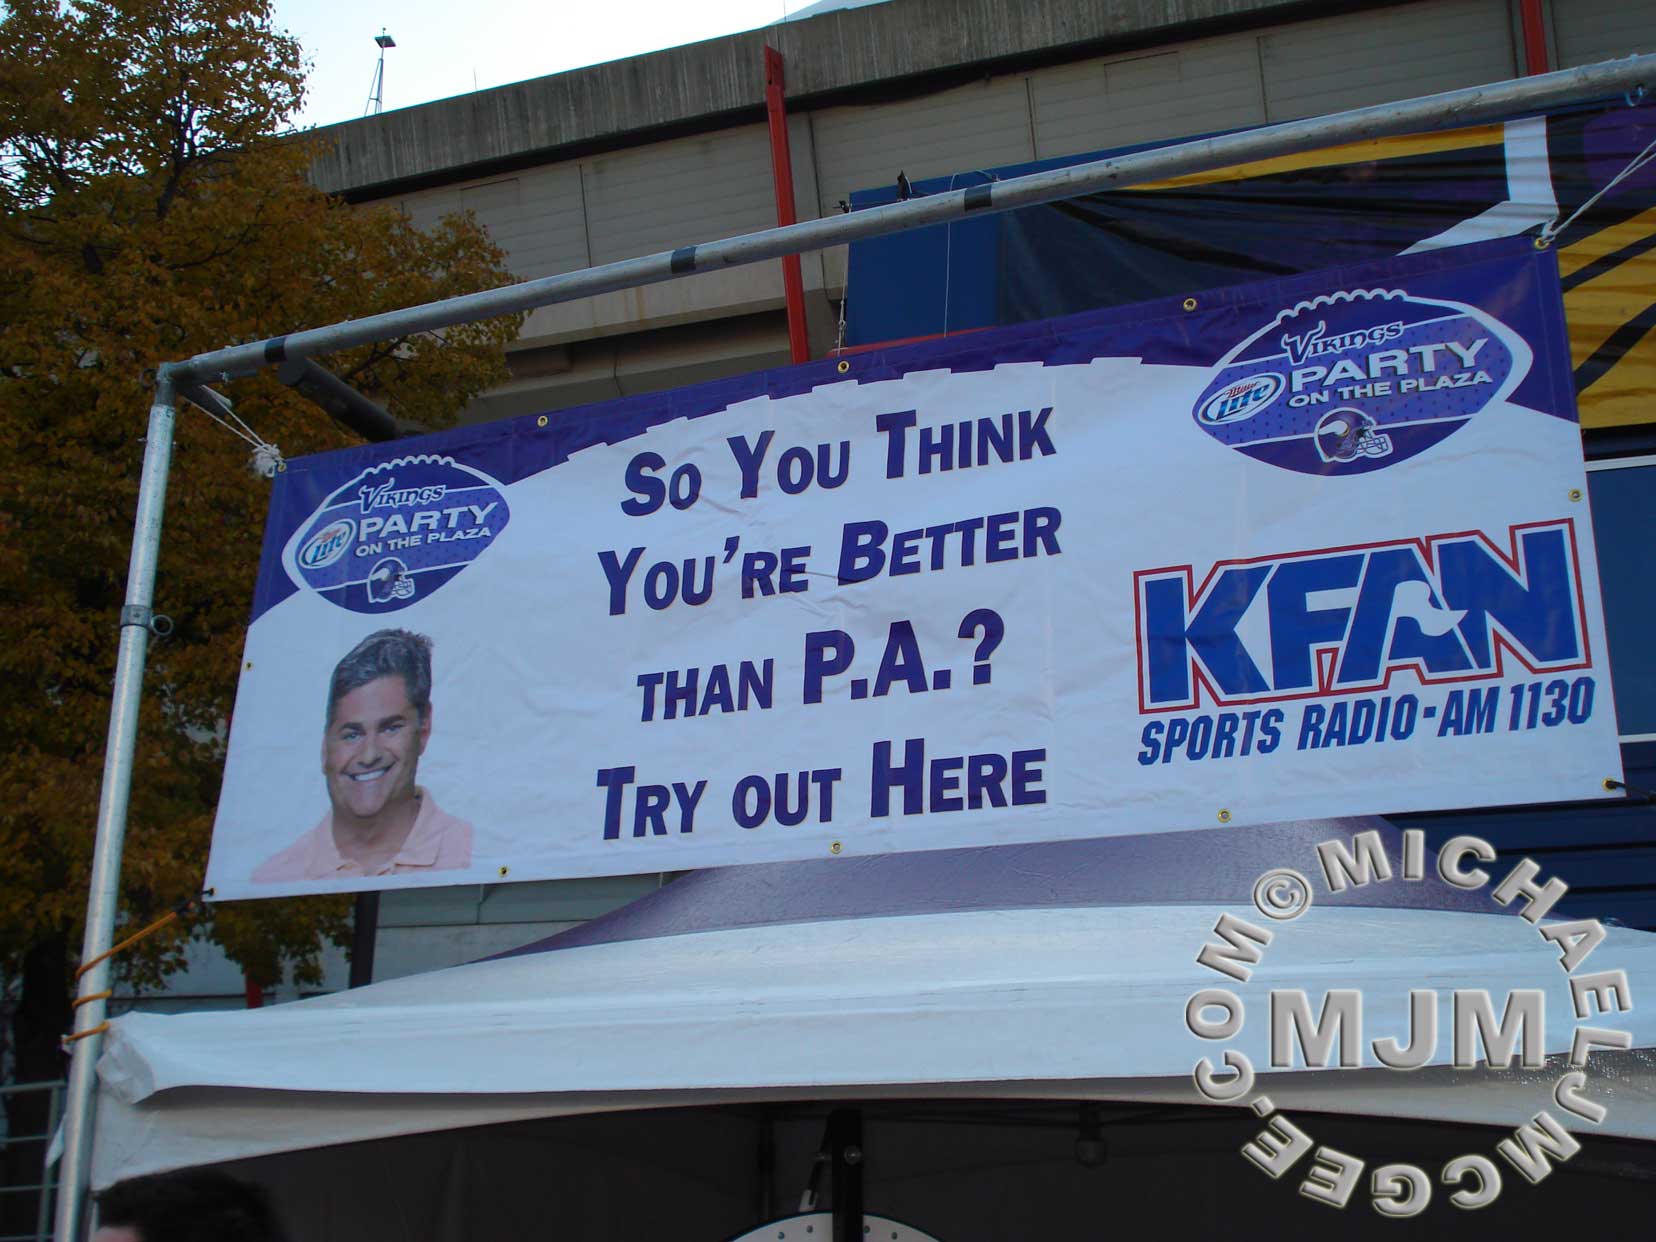 Vikings
Miller Lite
PARTY
ON THE PLAZA
So You Think
You're Better
than P.A.?
Try out Here
Vikings
Miller Lite
PARTY
ON THE PLAZA
KFAN
SPORTS RADIO-AM 1130
©MICHAELJMCGEE.COM
MJM